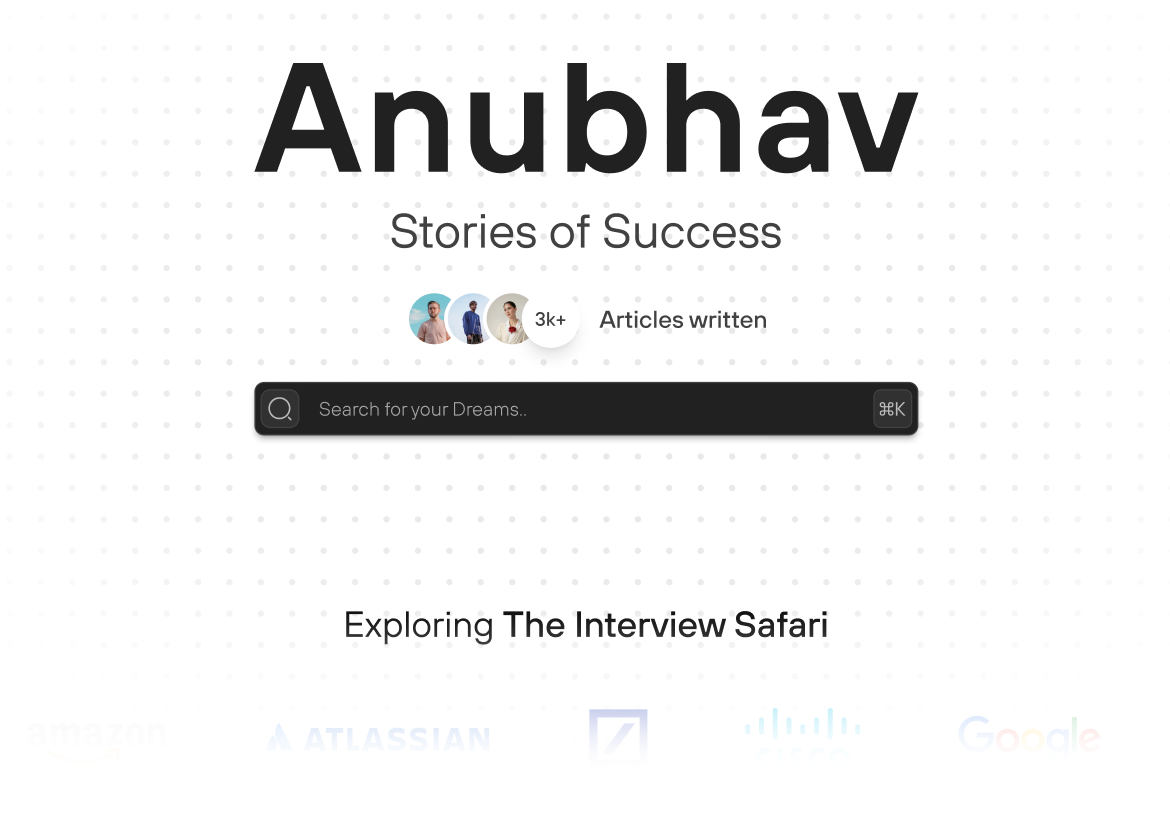 Anubhav
Stories of Success
3k+ Articles written
Search for your Dreams.. ⌘K
Exploring The Interview Safari
amazon ATLASSIAN CISCO Google